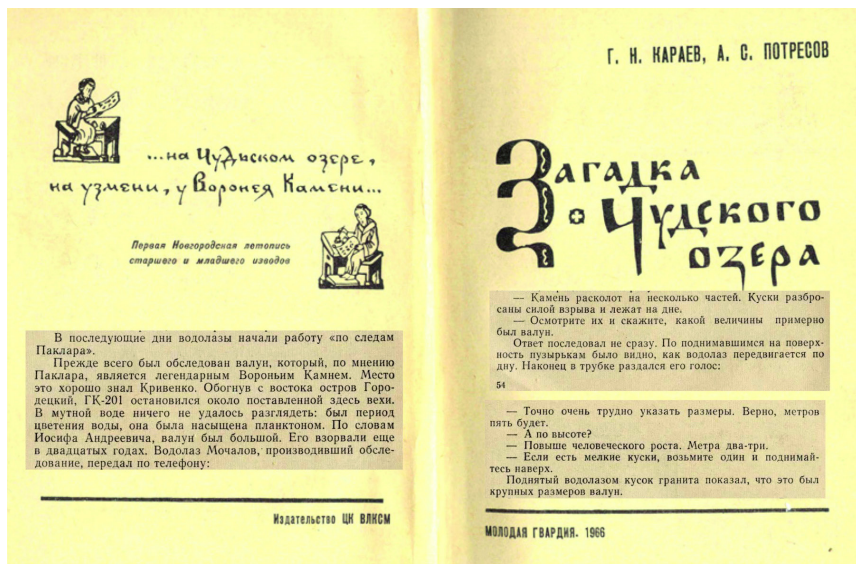 ...на Чудьском озере,
на узмени, у Воронея Камени...
Первая Новгородская летопись
старшего и младшего изводов
В последующие дни водолазы начали работу «по следам
Паклара».
Прежде всего был обследован валун, который, по мнению
Паклара, является легендарным Вороньим Камнем. Место
это хорошо знал Кривенко. Обогнув с востока остров Горо-
децкий, ГК-201 остановился около поставленной здесь вехи.
В мутной воде ничего не удалось разглядеть: был период
цветения воды, она была насыщена планктоном. По словам
Иосифа Андреевича, валун был большой. Его взорвали еще
в двадцатых годах. Водолаз Мочалов, производивший обсле-
дование, передал по телефону:
Издательство ЦК ВЛКСМ
Г. Н. КАРАЕВ, А. С. ПОТРЕСОВ
Загадка
Чудского
озера
— Камень расколот на несколько частей. Куски разбро-
саны силой взрыва и лежат на дне.
— Осмотрите их и скажите, какой величины примерно
был валун.
Ответ последовал не сразу. По поднимавшимся на поверх-
ность пузырькам было видно, как водолаз передвигается по
дну. Наконец в трубке раздался его голос:
54
— Точно очень трудно указать размеры. Верно, метров
пять будет.
— А по высоте?
— Повыше человеческого роста. Метра два-три.
— Если есть мелкие куски, возьмите один и поднимай-
тесь наверх.
Поднятый водолазом кусок гранита показал, что это был
крупных размеров валун.
МОЛОДАЯ ГВАРДИЯ. 1966